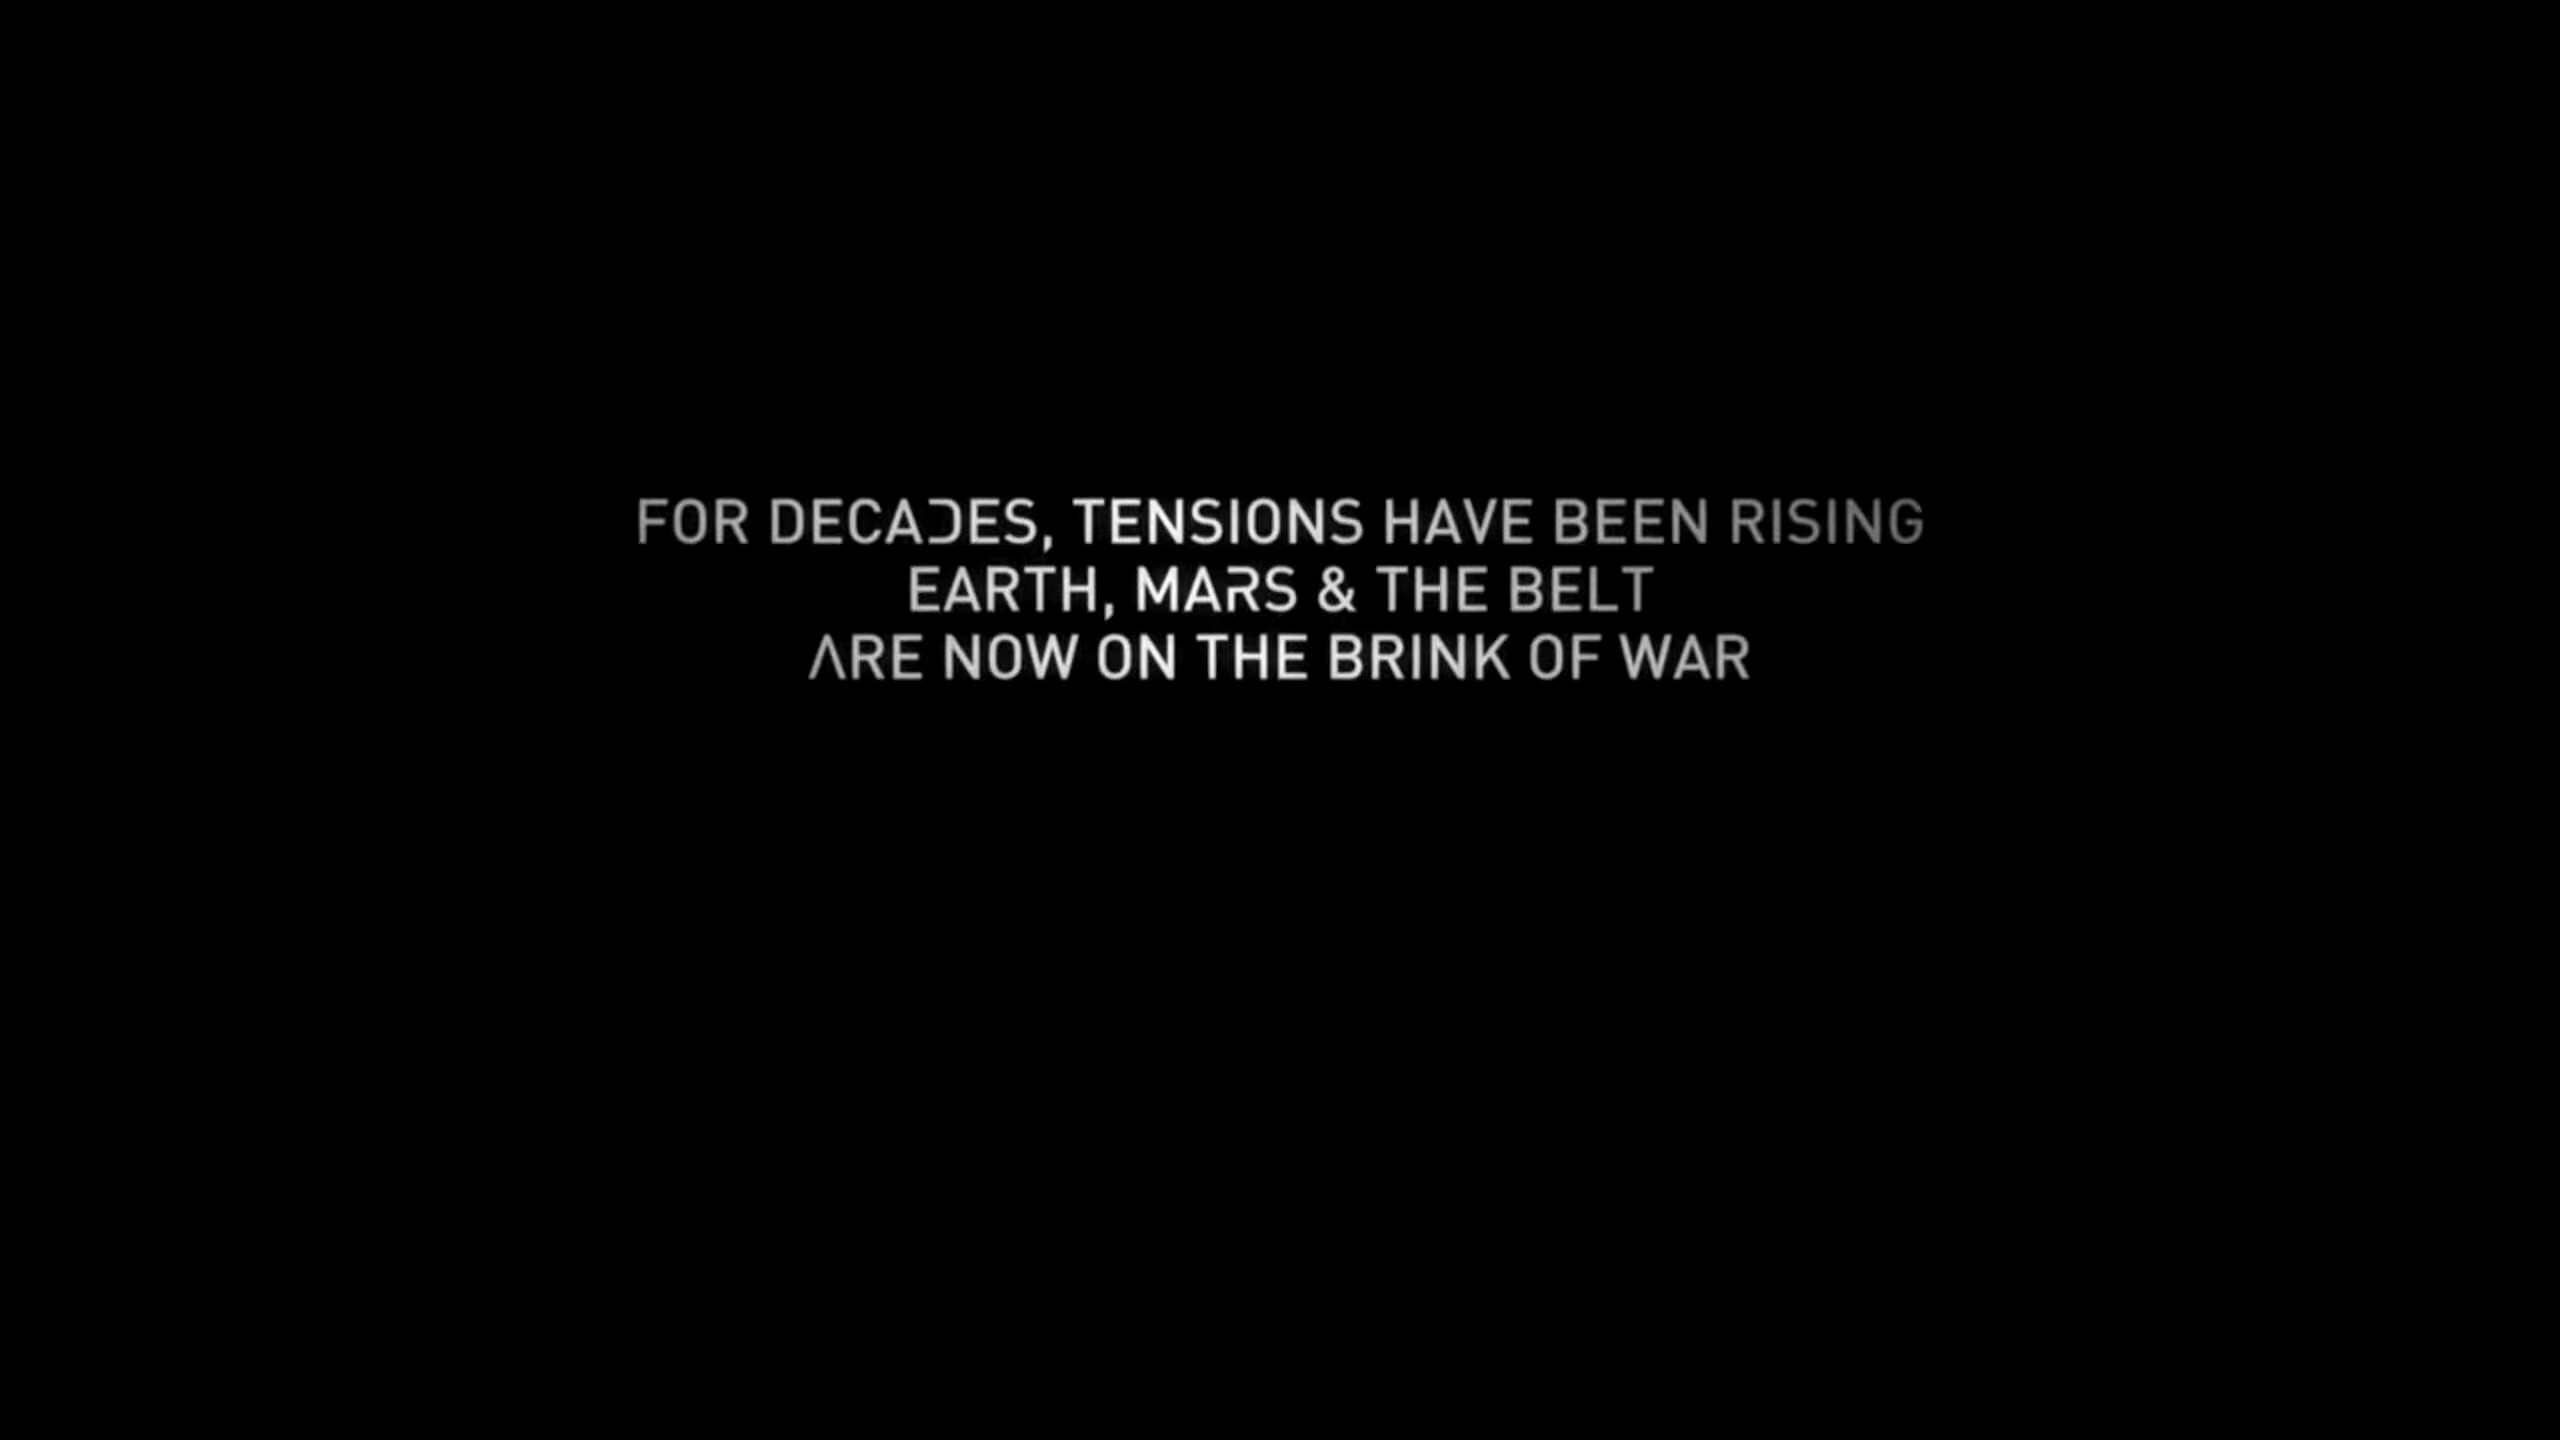 FOR DECADES, TENSIONS HAVE BEEN RISING
EARTH, MARS & THE BELT
ARE NOW ON THE BRINK OF WAR